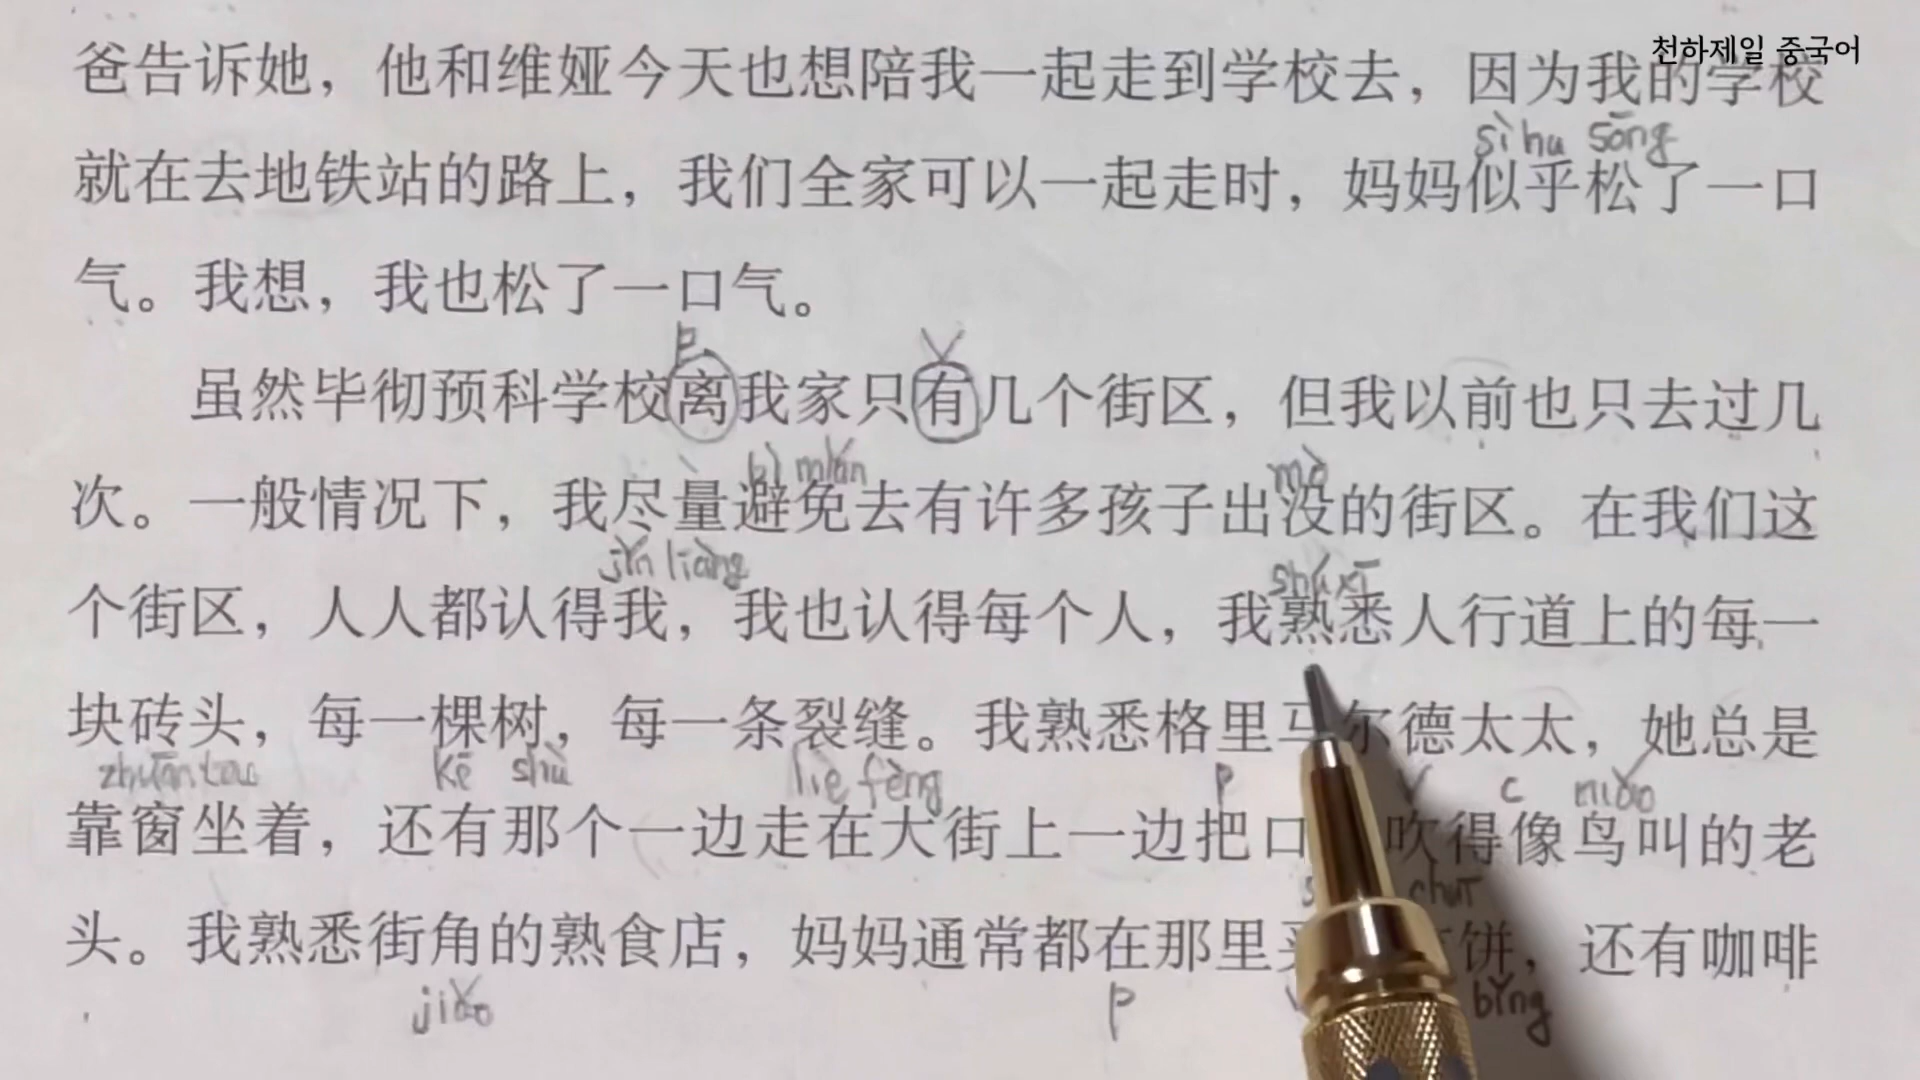 천하제일 중국어
爸告诉她，他和维娅今天也想陪我一起走到学校去，因为我的学校
sì hu sōng
就在去地铁站的路上，我们全家可以一起走时，妈妈似乎松了一口
气。我想，我也松了一口气。
p. V
虽然毕彻预科学校离我家只有几个街区，但我以前也只去过几
bì miǎn mò
次。一般情况下，我尽量避免去有许多孩子出没的街区。在我们这
jǐn liàng shú xī
个街区，人人都认得我，我也认得每个人，我熟悉人行道上的每一
块砖头，每一棵树，每一条裂缝。我熟悉格里马尔德太太，她总是
zhuān tou kē shù liè fèng p V c niǎo
靠窗坐着，还有那个一边走在大街上一边把口 吹得像鸟叫的老
chuī
头。我熟悉街角的熟食店，妈妈通常都在那里 饼，还有咖啡
jiǎo p bǐng